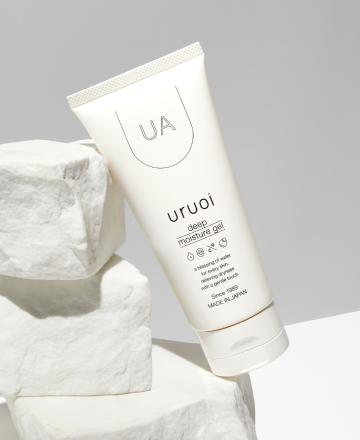 UA
uruoi
deep
moisture gel
a blessing of water
for every skin.
relieving dryness
with a gentle touch
Since 1989
MADE IN JAPAN